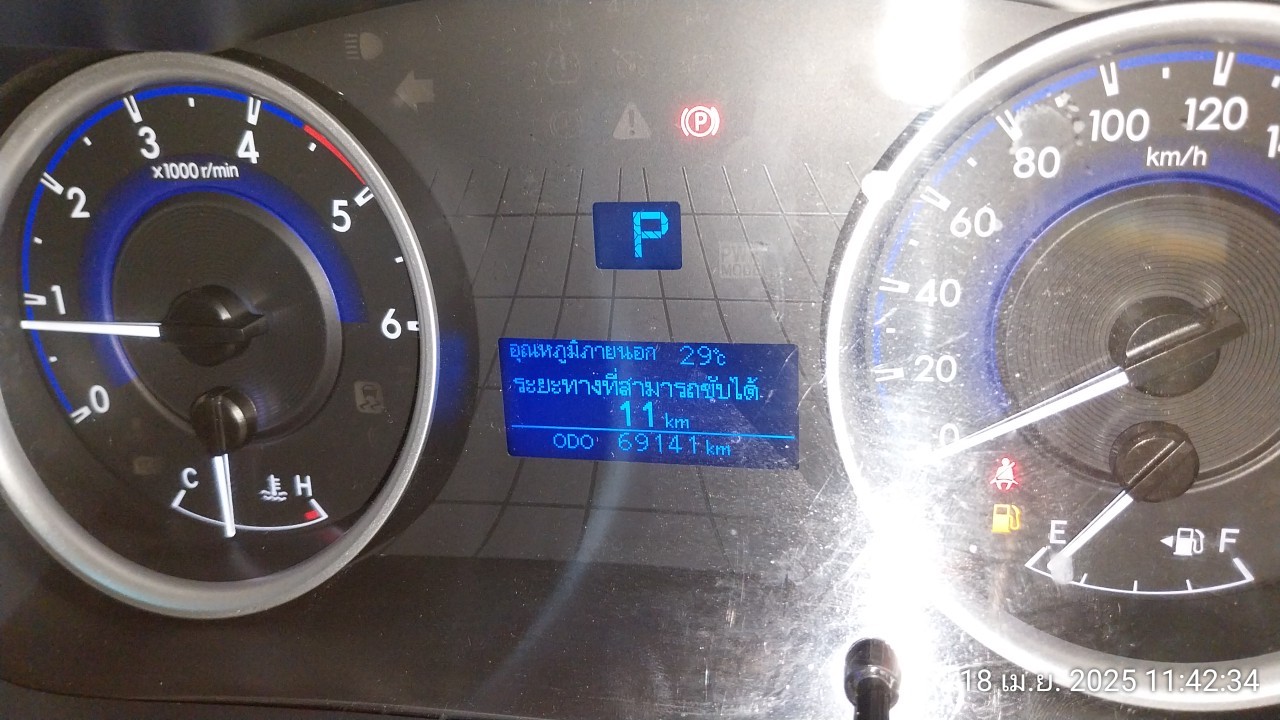 3
4
x1000 r/min
2
5
1
6
0
C
H
P
P
PWR
MODE
อุณหภูมิภายนอก 29℃
ระยะทางที่สามารถขับได้
11 km
ODO 69141 km
100
120
80
km/h
60
40
20
0
E
F
18 เม.ย. 2025 11:42:34